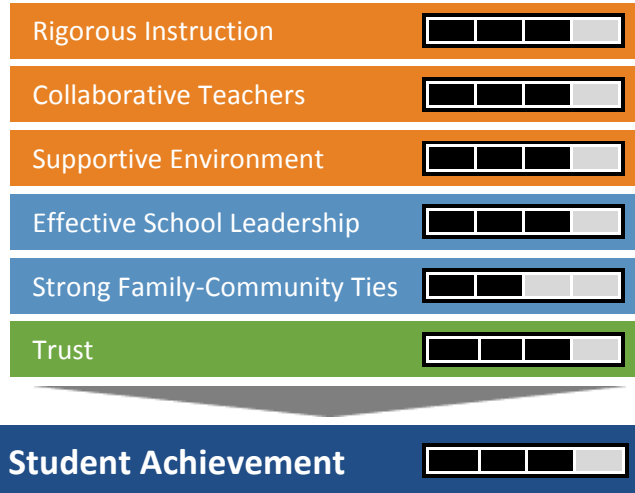 Rigorous Instruction
Collaborative Teachers
Supportive Environment
Effective School Leadership
Strong Family-Community Ties
Trust
Student Achievement